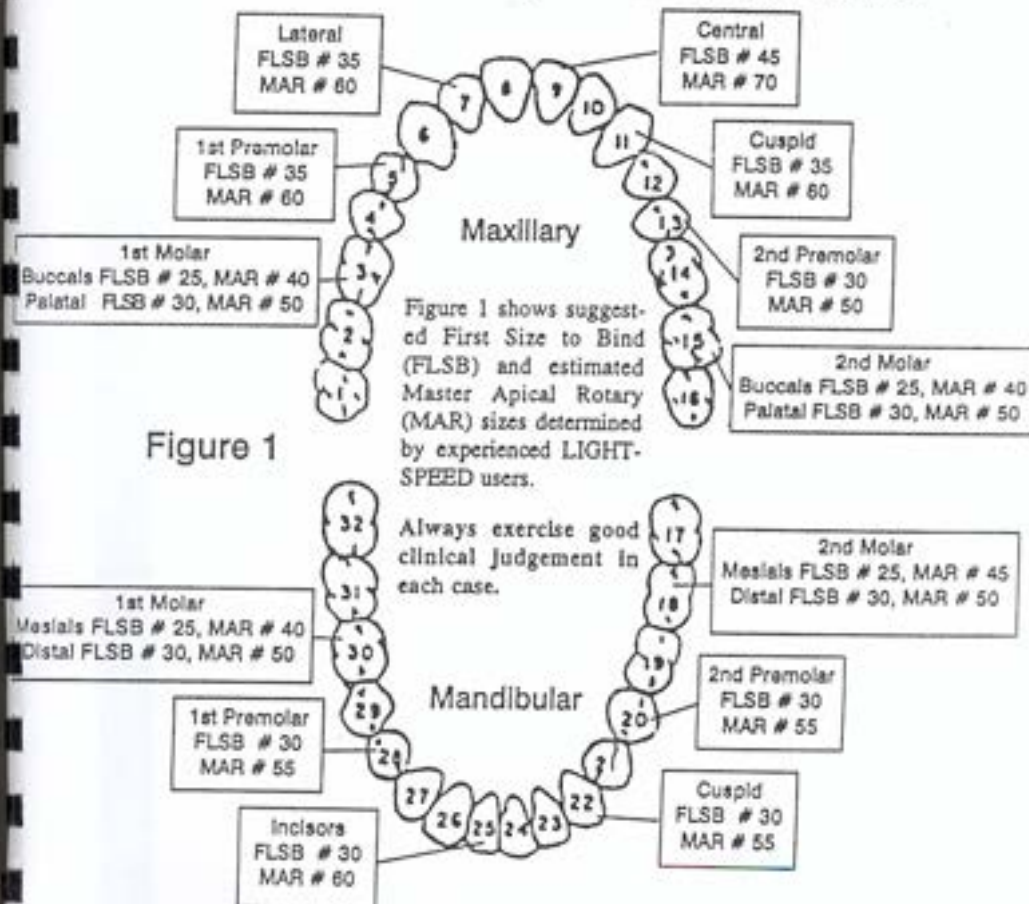 Lateral
FLSB # 35
MAR # 60
Central
FLSB # 45
MAR # 70
1st Premolar
FLSB # 35
MAR # 60
Cuspid
FLSB # 35
MAR # 60
1st Molar
Buccals FLSB # 25, MAR # 40
Palatal FLSB # 30, MAR # 50
2nd Premolar
FLSB # 30
MAR # 50
2nd Molar
Buccals FLSB # 25, MAR # 40
Palatal FLSB # 30, MAR # 50
1
2
3
4
5
6
7
8
9
10
11
12
13
14
15
16
Maxillary
Figure 1 shows suggest-
ed First Size to Bind
(FLSB) and estimated
Master Apical Rotary
(MAR) sizes determined
by experienced LIGHT-
SPEED users.
Always exercise good
clinical judgement in
each case.
Figure 1
Mandibular
32
31
30
29
28
27
26
25
24
23
22
21
20
19
18
17
2nd Molar
Mesials FLSB # 25, MAR # 45
Distal FLSB # 30, MAR # 50
1st Molar
Mesials FLSB # 25, MAR # 40
Distal FLSB # 30, MAR # 50
2nd Premolar
FLSB # 30
MAR # 55
1st Premolar
FLSB # 30
MAR # 55
Cuspid
FLSB # 30
MAR # 55
Incisors
FLSB # 30
MAR # 60